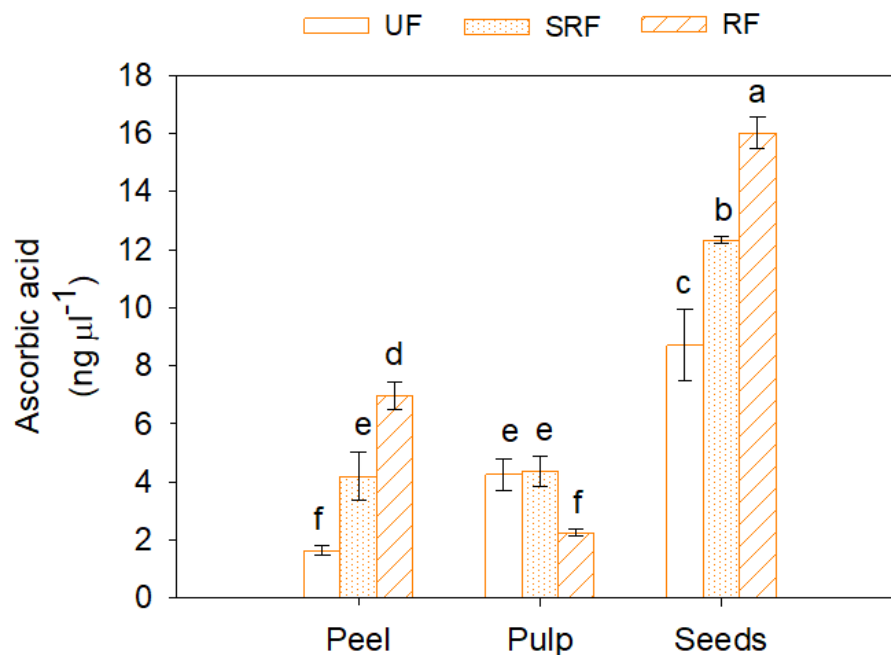 UF SRF RF
Ascorbic acid
(ng µl⁻¹)
18
16
14
12
10
8
6
4
2
0
f e d
e e f
c b a
Peel Pulp Seeds